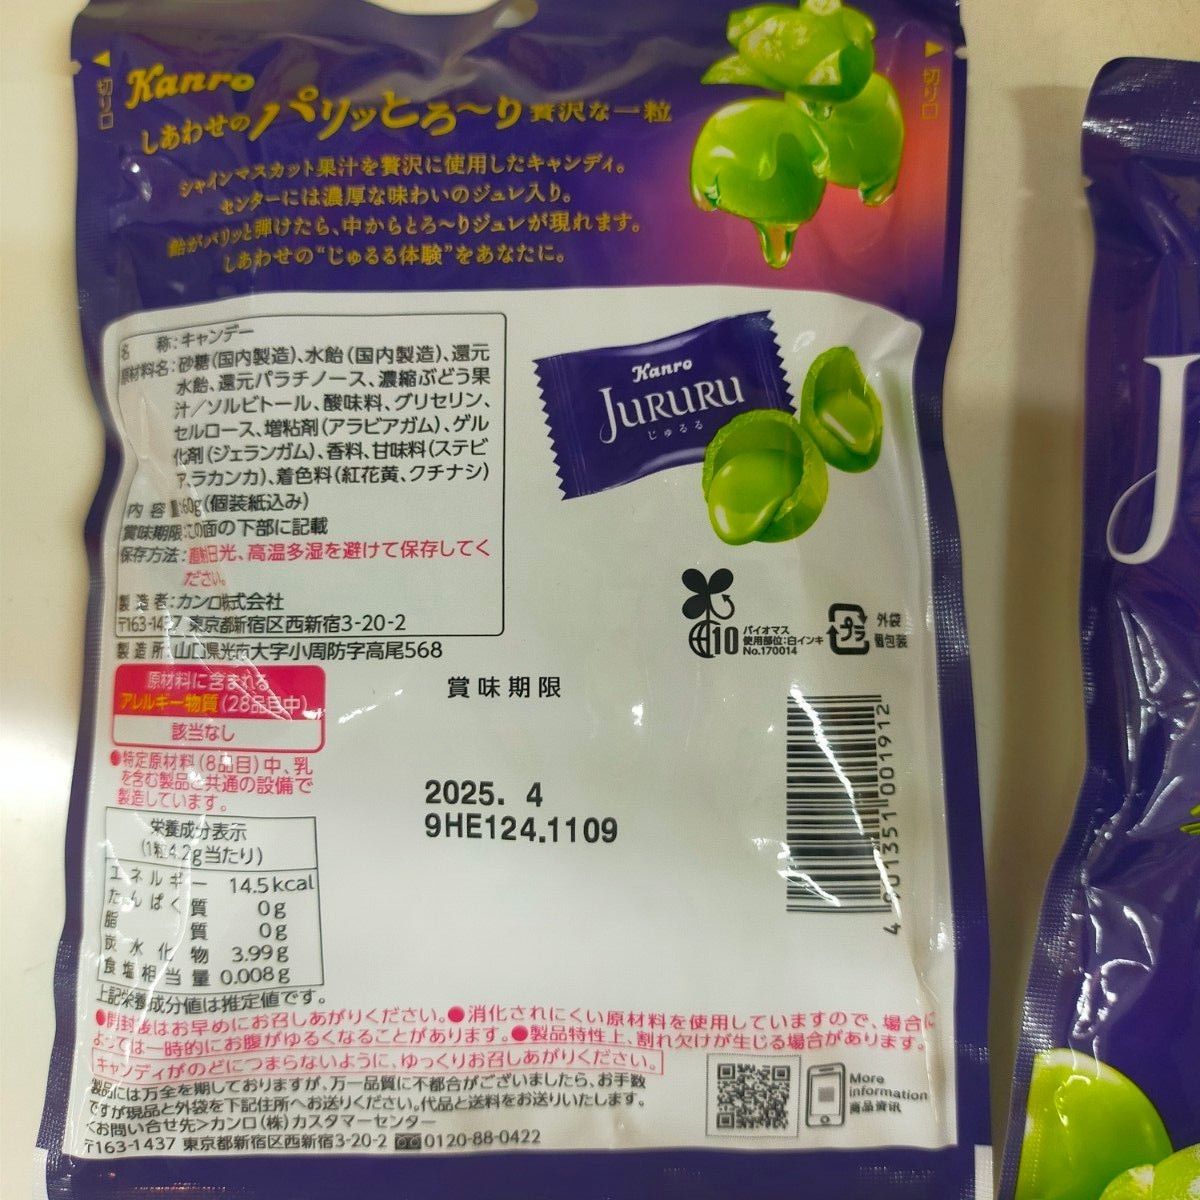 切り口
切り口
Kanro
しあわせのパリッとろ〜り贅沢な一粒
シャインマスカット果汁を贅沢に使用したキャンディ。
センターには濃厚な味わいのジュレ入り。
飴がパリッと弾けたら、中からとろ〜りジュレが現れます。
しあわせの“じゅるる体験”をあなたに。
名称:キャンデー
原材料名:砂糖(国内製造)、水飴(国内製造)、還元
水飴、還元パラチノース、濃縮ぶどう果
汁/ソルビトール、酸味料、グリセリン、
セルロース、増粘剤(アラビアガム)、ゲル
化剤(ジェランガム)、香料、甘味料(ステビ
ア、ラカンカ)、着色料(紅花黄、クチナシ)
内容量:60g(個装紙込み)
賞味期限:この面の下部に記載
保存方法:直射日光、高温多湿を避けて保存してく
ださい。
製造者:カンロ株式会社
〒163-1437 東京都新宿区西新宿3-20-2
製造所:山口県光市大字小周防字高尾568
Kanro
JURURU
じゅるる
10
バイオマス
使用部位:白インキ
No.170014
プラ
外袋
個包装
原材料に含まれる
アレルギー物質(28品目中)
該当なし
●特定原材料(8品目)中、乳
を含む製品と共通の設備で
製造しています。
賞味期限
2025. 4
9HE124.1109
4 901351 001912
栄養成分表示
(1粒4.2g当たり)
エネルギー 14.5kcal
たんぱく質 0g
脂質 0g
炭水化物 3.99g
食塩相当量 0.008g
上記栄養成分値は推定値です。
●開封後はお早めにお召しあがりください。●消化されにくい原材料を使用していますので、場合に
よっては一時的にお腹がゆるくなることがあります。●製品特性上、割れ欠けが生じる場合があります。
キャンディがのどにつまらないように、ゆっくりお召しあがりください。
製品には万全を期しておりますが、万一品質に不都合がございましたら、お手数
ですが現品と外袋を下記住所へお送りください。代品と送料をお送りいたします。
<お問い合せ先>カンロ(株)カスタマーセンター
〒163-1437 東京都新宿区西新宿3-20-2 0120-88-0422
More
information
商品資訊
J